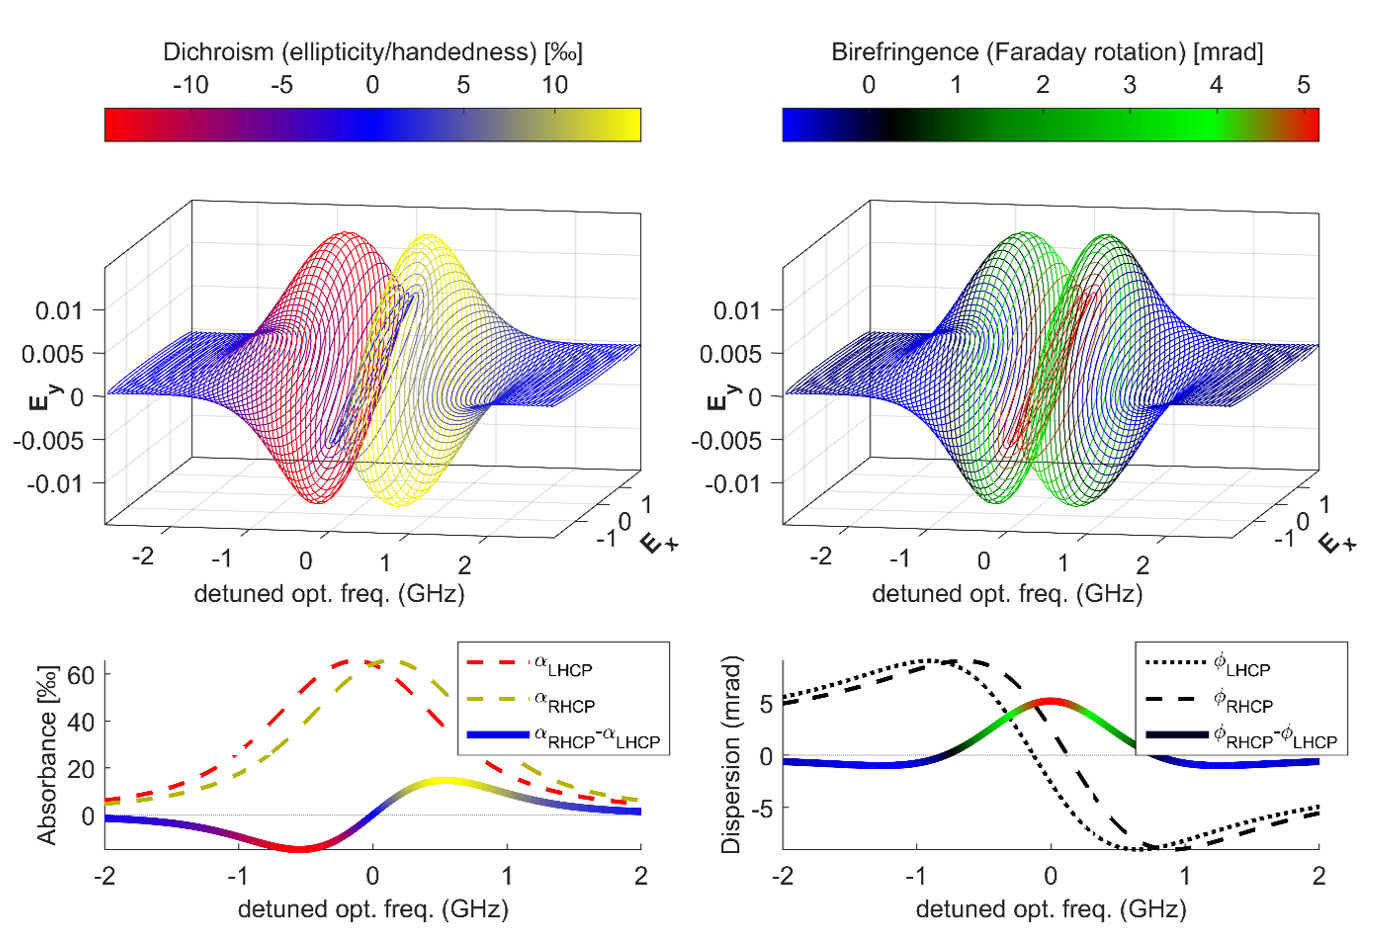 Dichroism (ellipticity/handedness) [‰]
-10 -5 0 5 10
Birefringence (Faraday rotation) [mrad]
0 1 2 3 4 5
0.01
0.005
0
-0.005
-0.01
E_y
-2 -1 0 1 2
-1 0 1
E_x
detuned opt. freq. (GHz)
0.01
0.005
0
-0.005
-0.01
E_y
-2 -1 0 1 2
-1 0 1
E_x
detuned opt. freq. (GHz)
Absorbance [‰]
60
40
20
0
-2 -1 0 1 2
detuned opt. freq. (GHz)
α_LHCP
α_RHCP
α_RHCP-α_LHCP
Dispersion (mrad)
5
0
-5
-2 -1 0 1 2
detuned opt. freq. (GHz)
ϕ_LHCP
ϕ_RHCP
ϕ_RHCP-ϕ_LHCP